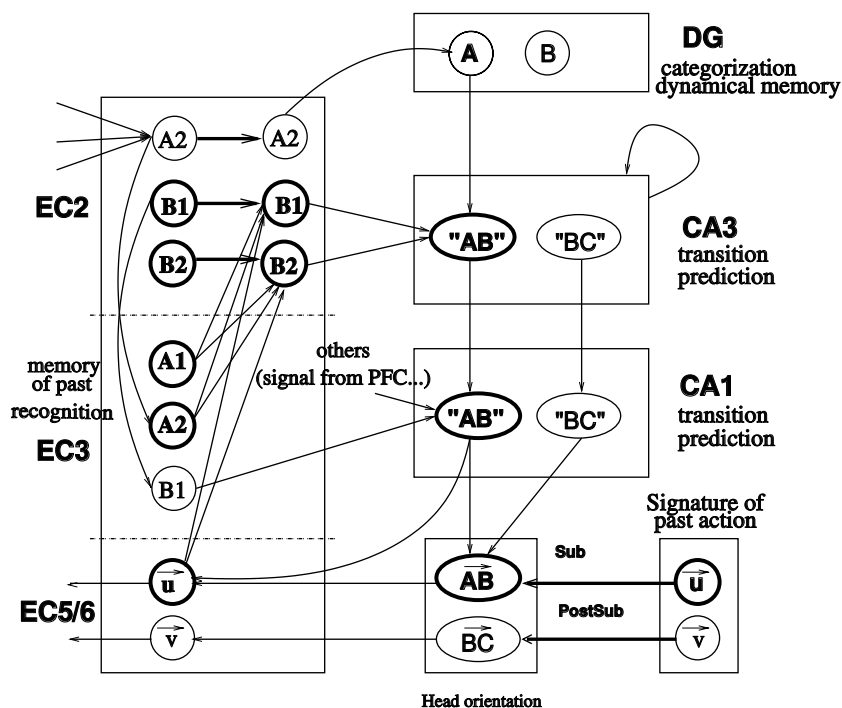 DG
A B
categorization
dynamical memory
A2 A2
EC2
B1 B1
B2 B2
CA3
"AB" "BC"
transition
prediction
A1
others
(signal from PFC...)
memory
of past
recognition
A2
EC3
B1
CA1
"AB" "BC"
transition
prediction
Signature of
past action
Sub
u AB u
EC5/6
PostSub
v BC v
Head orientation